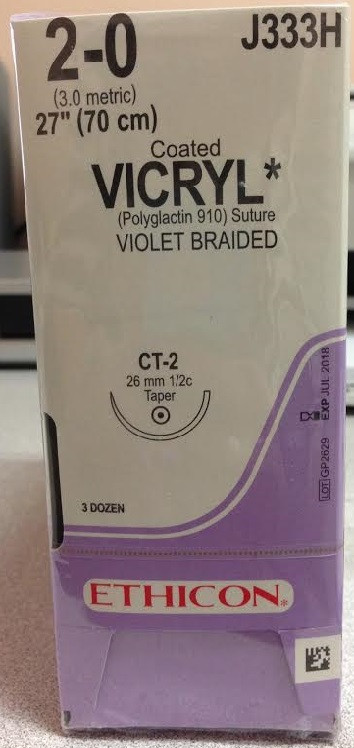 2-0
J333H
(3.0 metric)
27" (70 cm)
Coated
VICRYL*
(Polyglactin 910) Suture
VIOLET BRAIDED
CT-2
26 mm 1/2c
Taper
EXP JUL 2018
LOT GP2629
3 DOZEN
ETHICON*